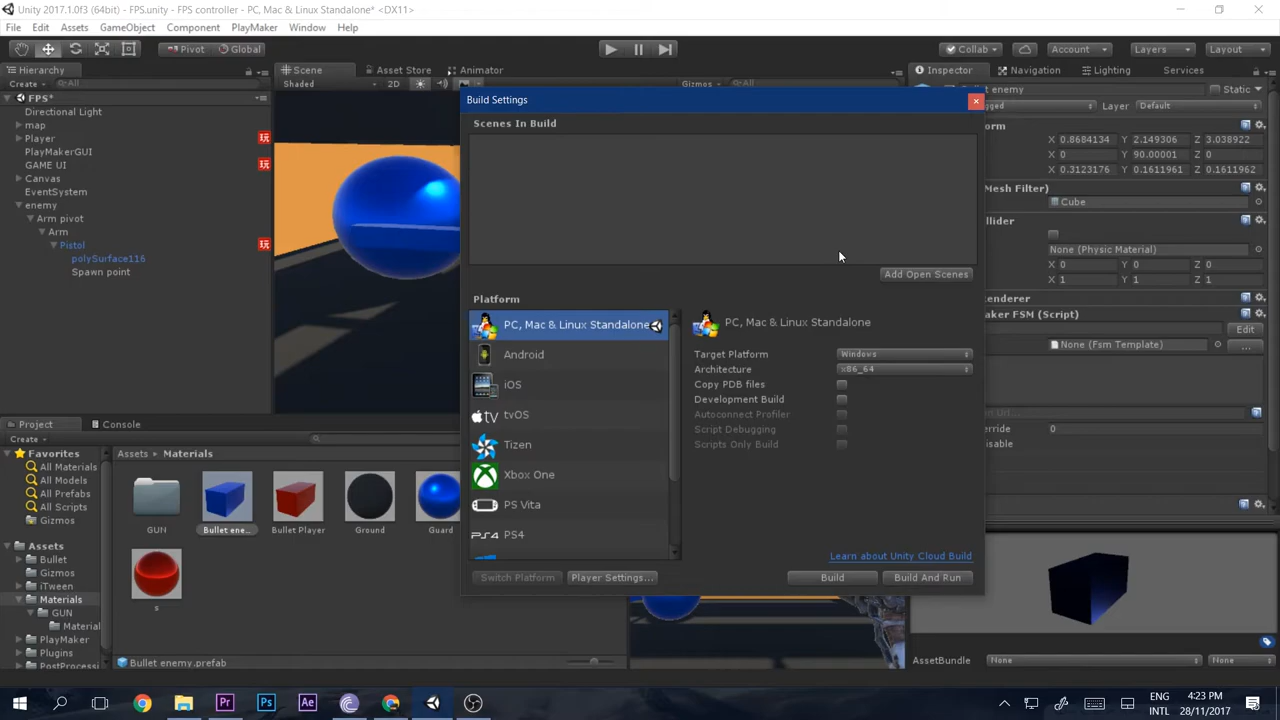 Unity 2017.1.0f3 (64bit) - FPS.unity - FPS controller - PC, Mac & Linux Standalone* <DX11>
File Edit Assets GameObject Component PlayMaker Window Help
Pivot Global Collab Account Layers Layout
Hierarchy Scene Asset Store Animator Inspector Navigation Lighting Services
Create All Shaded 2D Gizmos All
Build Settings
Scenes In Build
Add Open Scenes
Platform
PC, Mac & Linux Standalone
Android
iOS
tvOS
Tizen
Xbox One
PS Vita
PS4
PC, Mac & Linux Standalone
Target Platform Windows
Architecture x86_64
Copy PDB files
Development Build
Autoconnect Profiler
Script Debugging
Scripts Only Build
Learn about Unity Cloud Build
Switch Platform Player Settings... Build Build And Run
FPS*
Directional Light
map
Player
PlayMakerGUI
GAME UI
Canvas
EventSystem
enemy
Arm pivot
Arm
Pistol
polySurface116
Spawn point
enemy Static
Layer Default
X 0.8684134 Y 2.149306 Z 3.038922
X 0 Y 90.00001 Z 0
X 0.3123176 Y 0.1611961 Z 0.1611962
Mesh Filter)
Cube
None (Physic Material)
X 0 Y 0 Z 0
X 1 Y 1 Z 1
FSM (Script)
Edit
None (Fsm Template) ...
0
Project Console
Create
Favorites
All Materials
All Models
All Prefabs
All Scripts
Gizmos
Assets
Bullet
Gizmos
iTween
Materials
GUN
Material
PlayMaker
Plugins
PostProcessi
Assets Materials
GUN Bullet ene... Bullet Player Ground Guard
s
Bullet enemy.prefab
AssetBundle None None
Pr Ps Ae
ENG
INTL
4:23 PM
28/11/2017